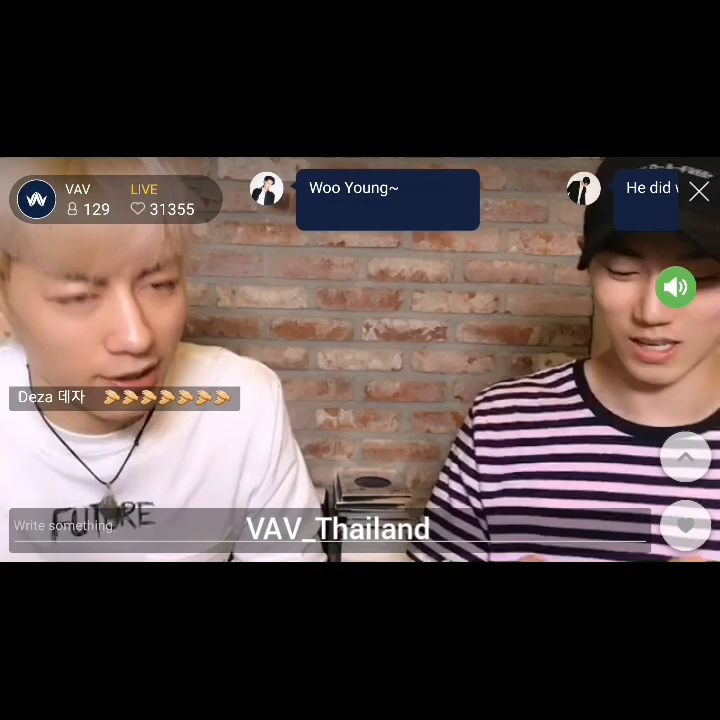 VAV LIVE
129 31355
Woo Young~
He did
Deza 데자
FUTURE
Write something
VAV_Thailand